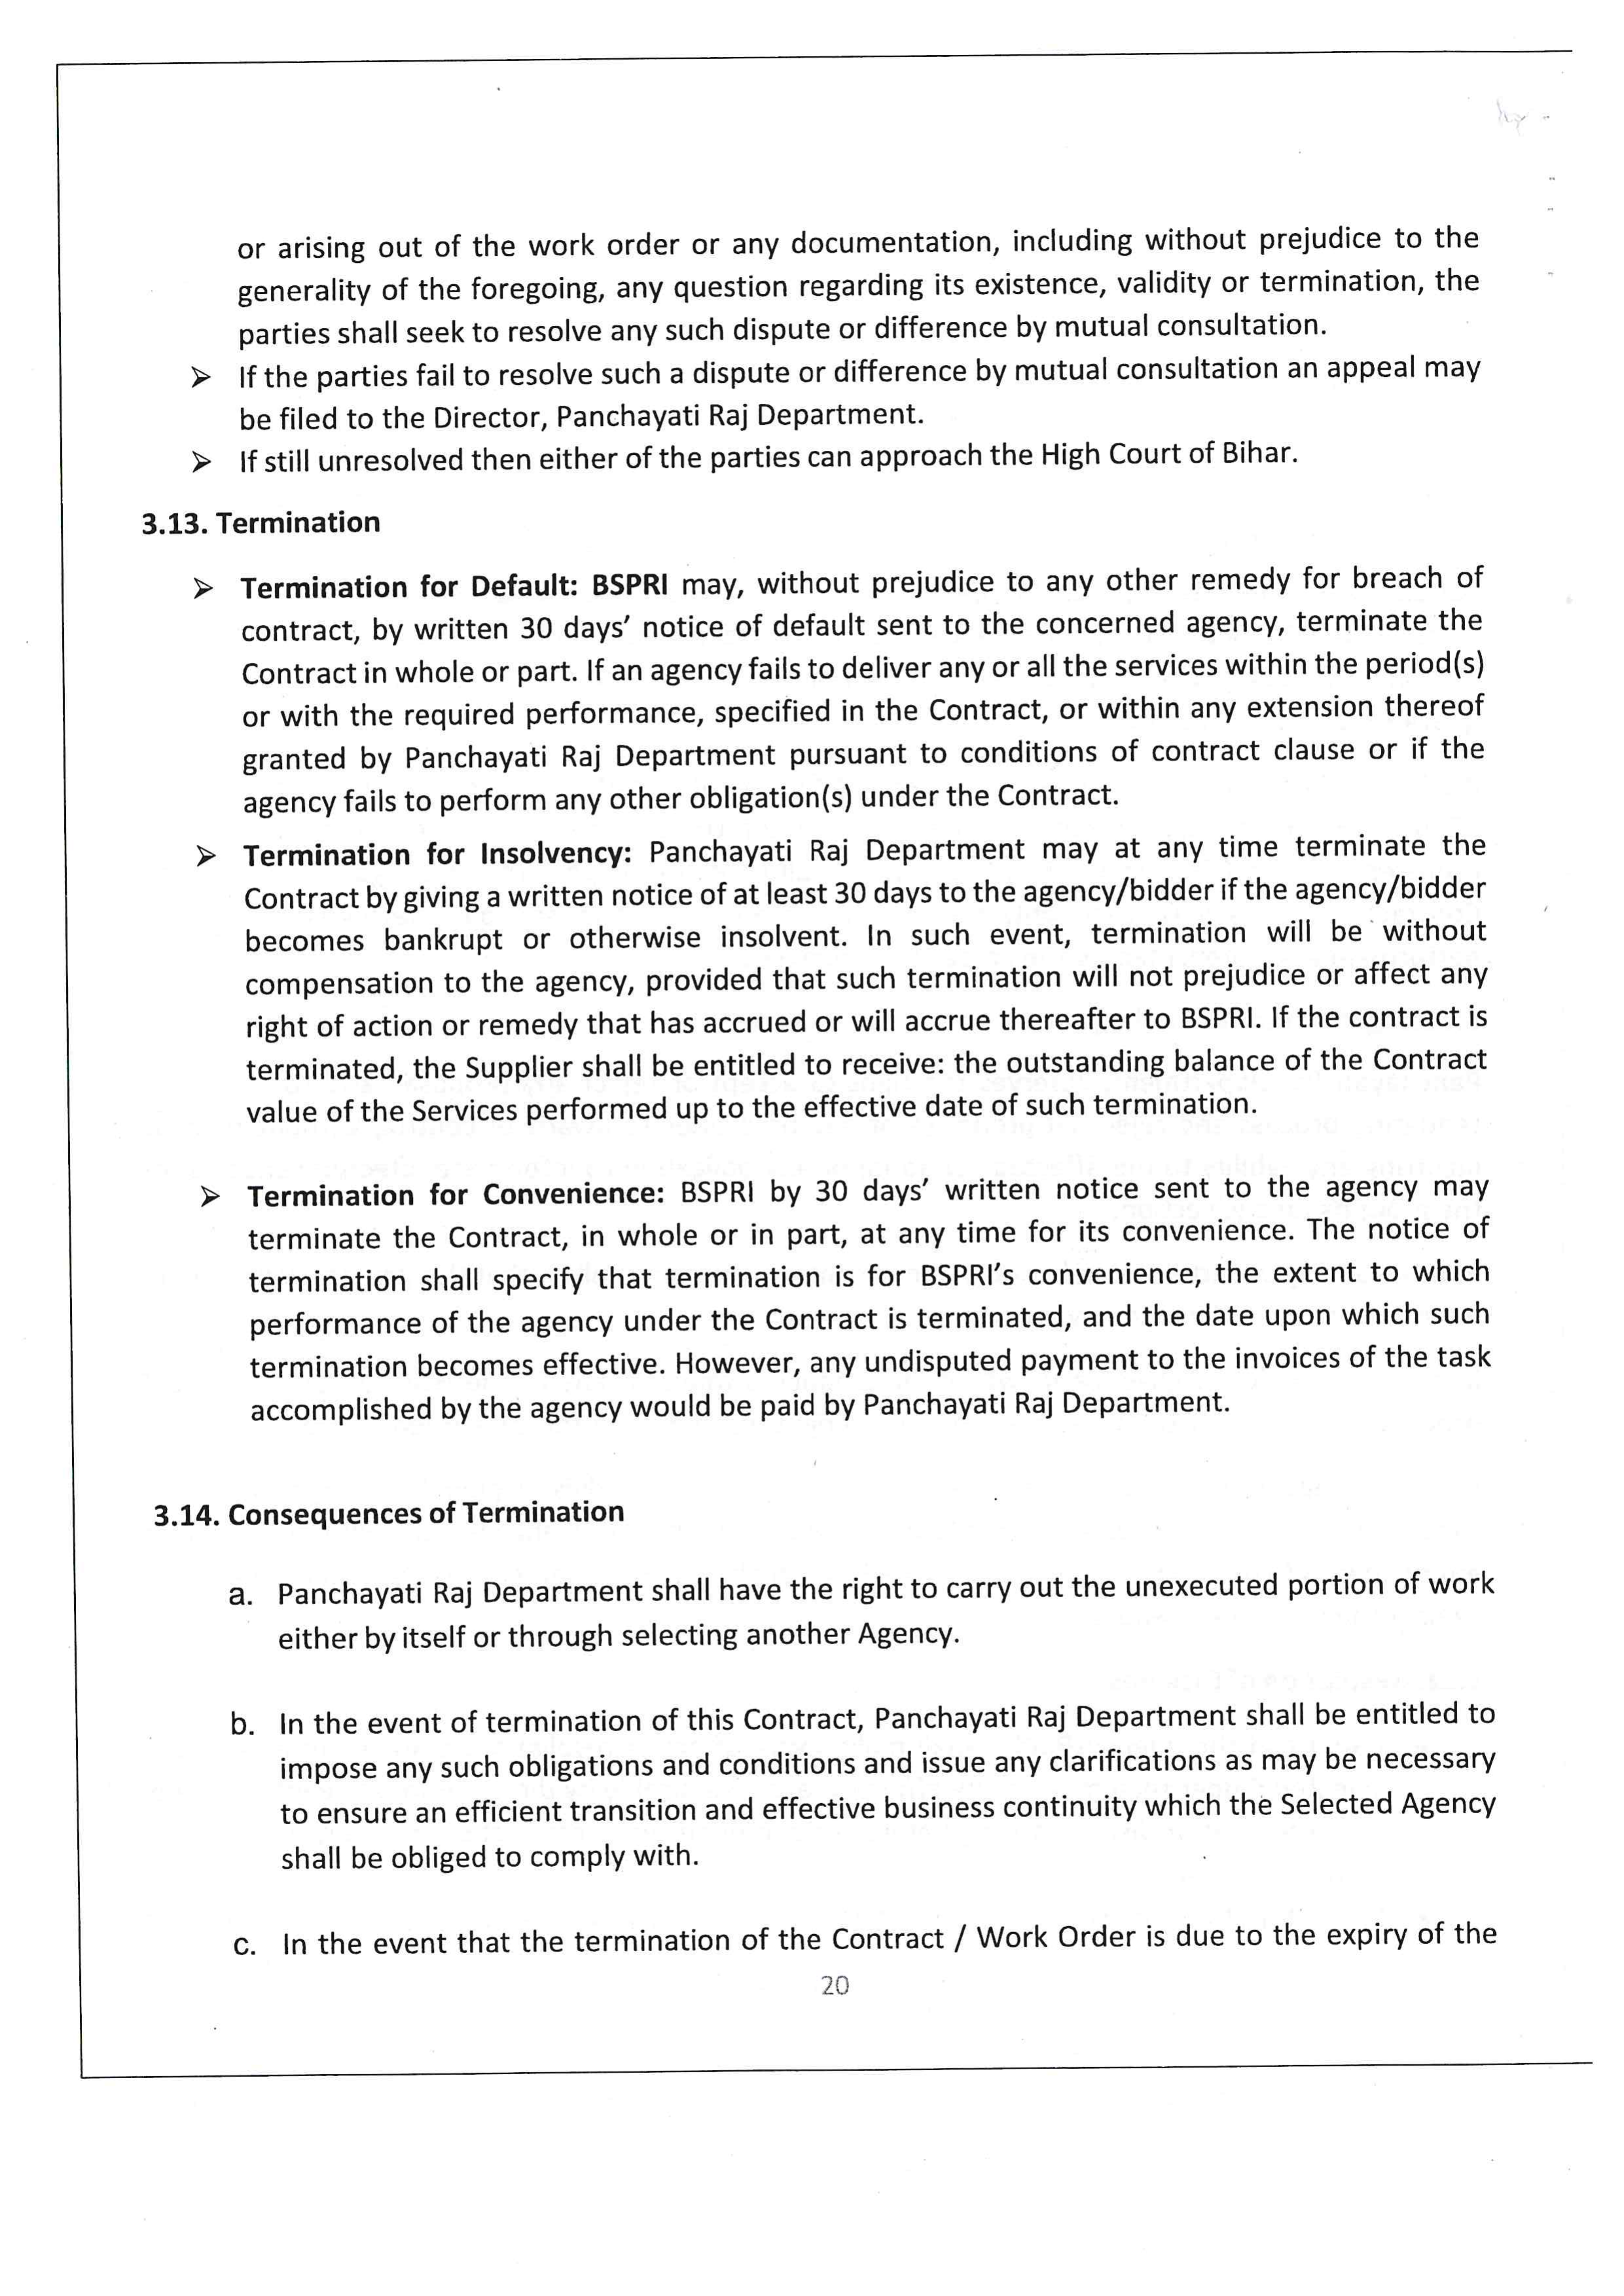 or arising out of the work order or any documentation, including without prejudice to the
generality of the foregoing, any question regarding its existence, validity or termination, the
parties shall seek to resolve any such dispute or difference by mutual consultation.
➢ If the parties fail to resolve such a dispute or difference by mutual consultation an appeal may
be filed to the Director, Panchayati Raj Department.
➢ If still unresolved then either of the parties can approach the High Court of Bihar.
3.13. Termination
➢ Termination for Default: BSPRI may, without prejudice to any other remedy for breach of
contract, by written 30 days’ notice of default sent to the concerned agency, terminate the
Contract in whole or part. If an agency fails to deliver any or all the services within the period(s)
or with the required performance, specified in the Contract, or within any extension thereof
granted by Panchayati Raj Department pursuant to conditions of contract clause or if the
agency fails to perform any other obligation(s) under the Contract.
➢ Termination for Insolvency: Panchayati Raj Department may at any time terminate the
Contract by giving a written notice of at least 30 days to the agency/bidder if the agency/bidder
becomes bankrupt or otherwise insolvent. In such event, termination will be without
compensation to the agency, provided that such termination will not prejudice or affect any
right of action or remedy that has accrued or will accrue thereafter to BSPRI. If the contract is
terminated, the Supplier shall be entitled to receive: the outstanding balance of the Contract
value of the Services performed up to the effective date of such termination.
➢ Termination for Convenience: BSPRI by 30 days’ written notice sent to the agency may
terminate the Contract, in whole or in part, at any time for its convenience. The notice of
termination shall specify that termination is for BSPRI’s convenience, the extent to which
performance of the agency under the Contract is terminated, and the date upon which such
termination becomes effective. However, any undisputed payment to the invoices of the task
accomplished by the agency would be paid by Panchayati Raj Department.
3.14. Consequences of Termination
a. Panchayati Raj Department shall have the right to carry out the unexecuted portion of work
either by itself or through selecting another Agency.
b. In the event of termination of this Contract, Panchayati Raj Department shall be entitled to
impose any such obligations and conditions and issue any clarifications as may be necessary
to ensure an efficient transition and effective business continuity which the Selected Agency
shall be obliged to comply with.
c. In the event that the termination of the Contract / Work Order is due to the expiry of the
20